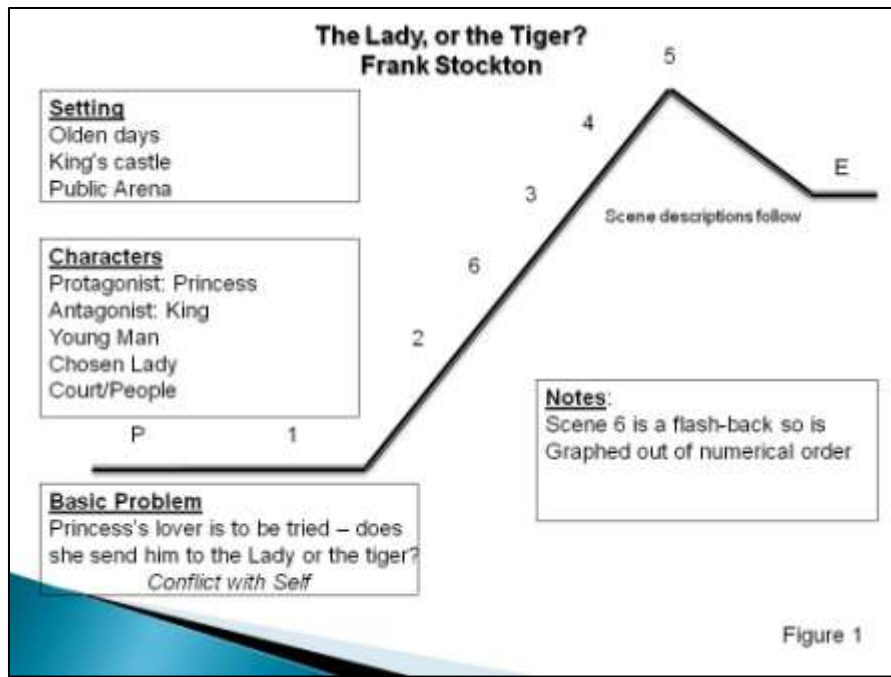 The Lady, or the Tiger?
Frank Stockton
Setting
Olden days
King's castle
Public Arena
Characters
Protagonist: Princess
Antagonist: King
Young Man
Chosen Lady
Court/People
P
1
2
6
3
4
5
E
Scene descriptions follow
Basic Problem
Princess's lover is to be tried – does
she send him to the Lady or the tiger?
Conflict with Self
Notes:
Scene 6 is a flash-back so is
Graphed out of numerical order
Figure 1